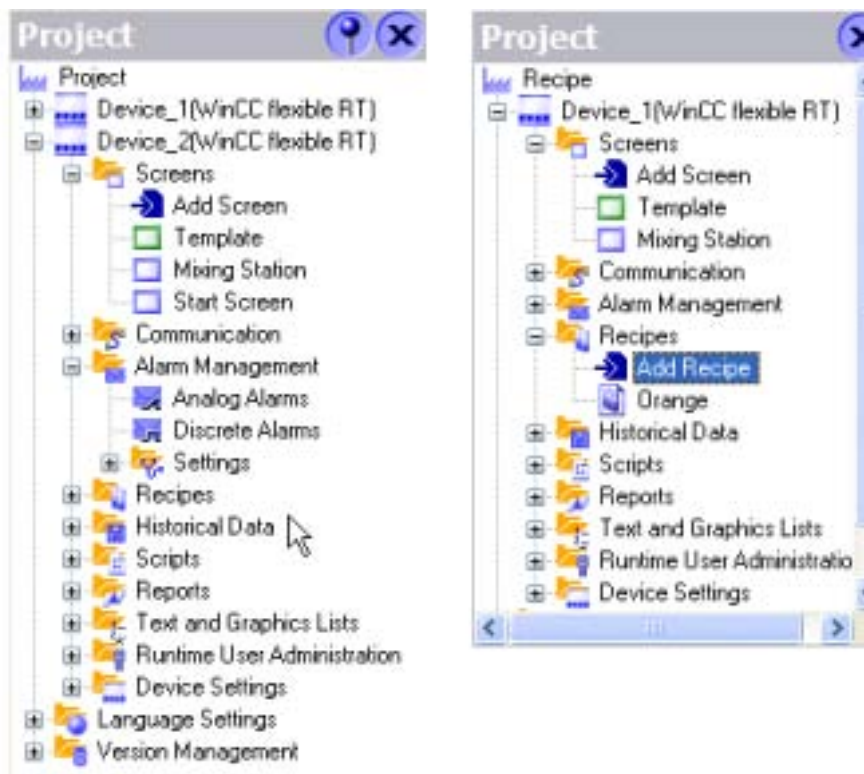 Project
Project
Device_1(WinCC flexible RT)
Device_2(WinCC flexible RT)
Screens
Add Screen
Template
Mixing Station
Start Screen
Communication
Alarm Management
Analog Alarms
Discrete Alarms
Settings
Recipes
Historical Data
Scripts
Reports
Text and Graphics Lists
Runtime User Administration
Device Settings
Language Settings
Version Management
Project
Recipe
Device_1(WinCC flexible RT)
Screens
Add Screen
Template
Mixing Station
Communication
Alarm Management
Recipes
Add Recipe
Orange
Historical Data
Scripts
Reports
Text and Graphics Lists
Runtime User Administratio
Device Settings